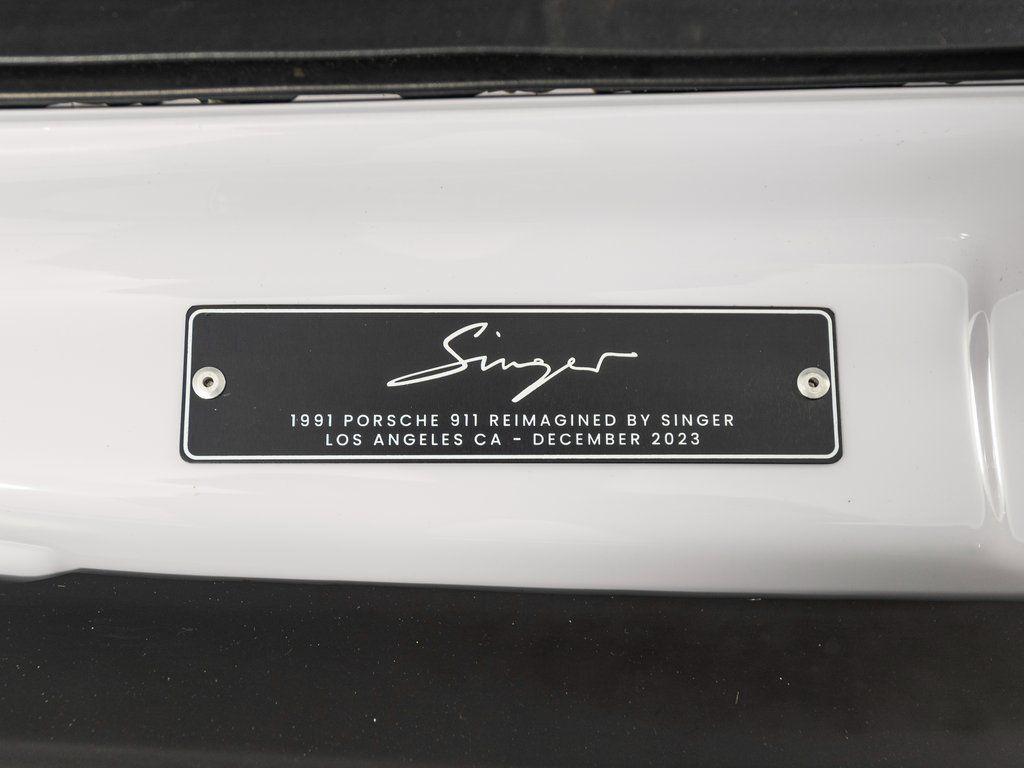 Singer
1991 PORSCHE 911 REIMAGINED BY SINGER
LOS ANGELES CA - DECEMBER 2023